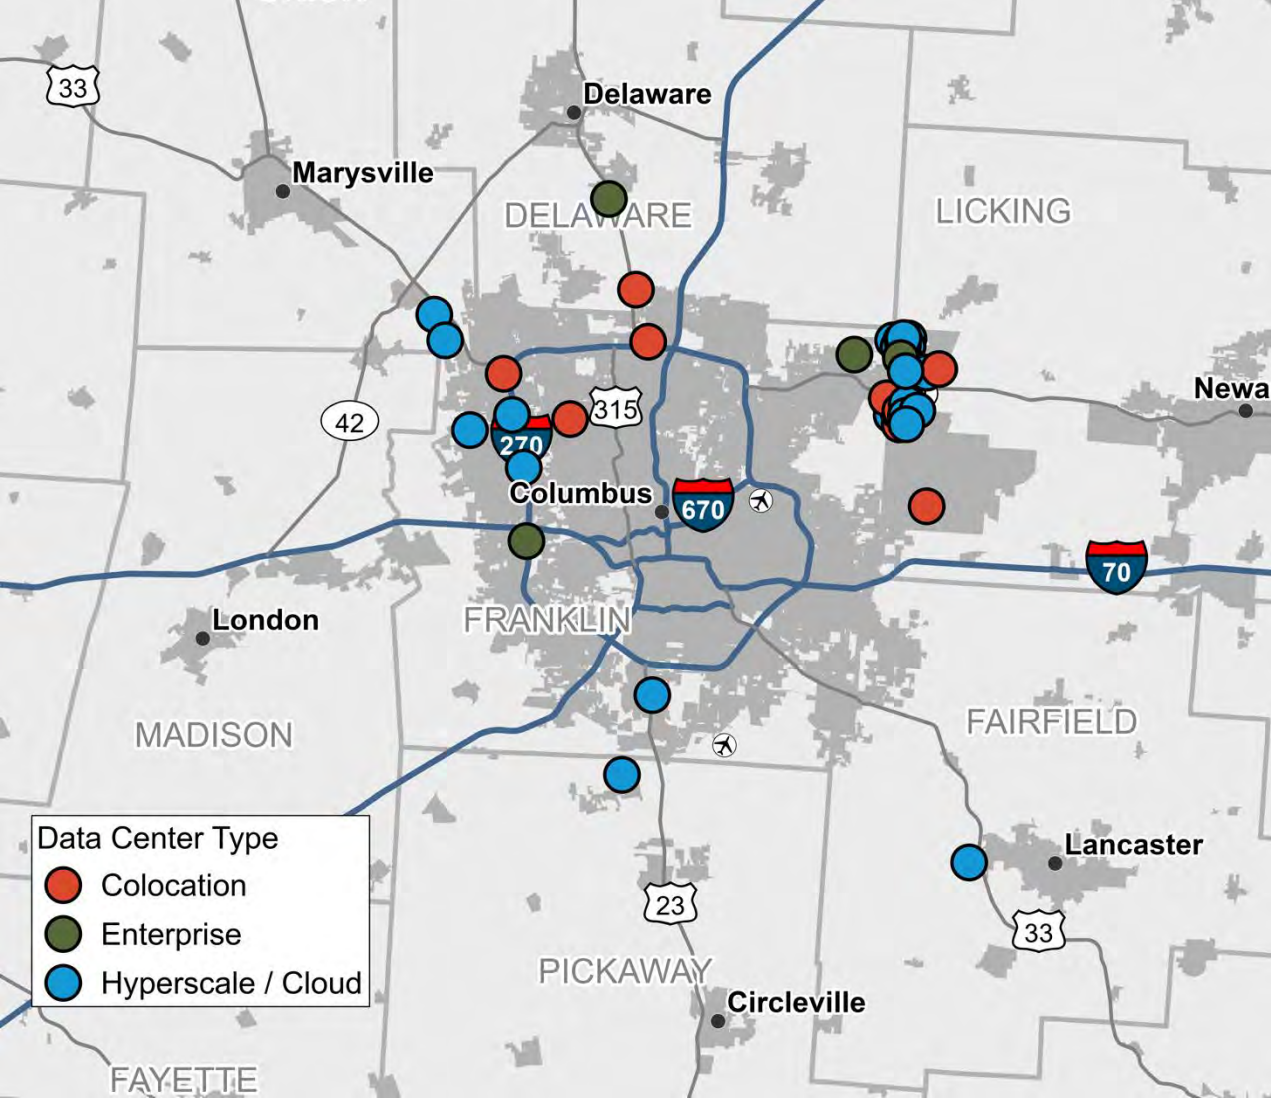 33
Delaware
Marysville
DELAWARE
LICKING
Newa
315
42
270
Columbus
670
70
London
FRANKLIN
MADISON
FAIRFIELD
Data Center Type
Colocation
Enterprise
Hyperscale / Cloud
Lancaster
23
33
PICKAWAY
Circleville
FAYETTE